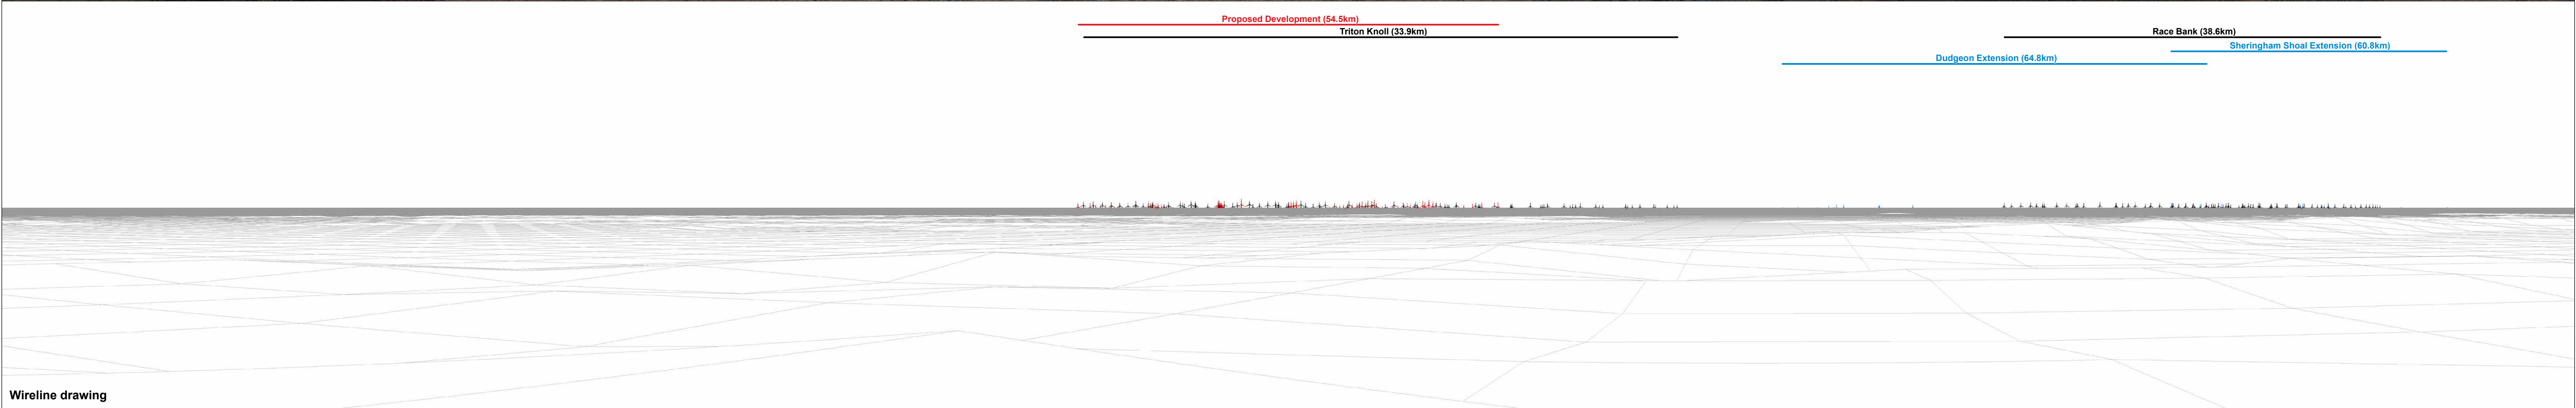 Proposed Development (54.5km)
Triton Knoll (33.9km)
Race Bank (38.6km)
Sheringham Shoal Extension (60.8km)
Dudgeon Extension (64.8km)
Wireline drawing